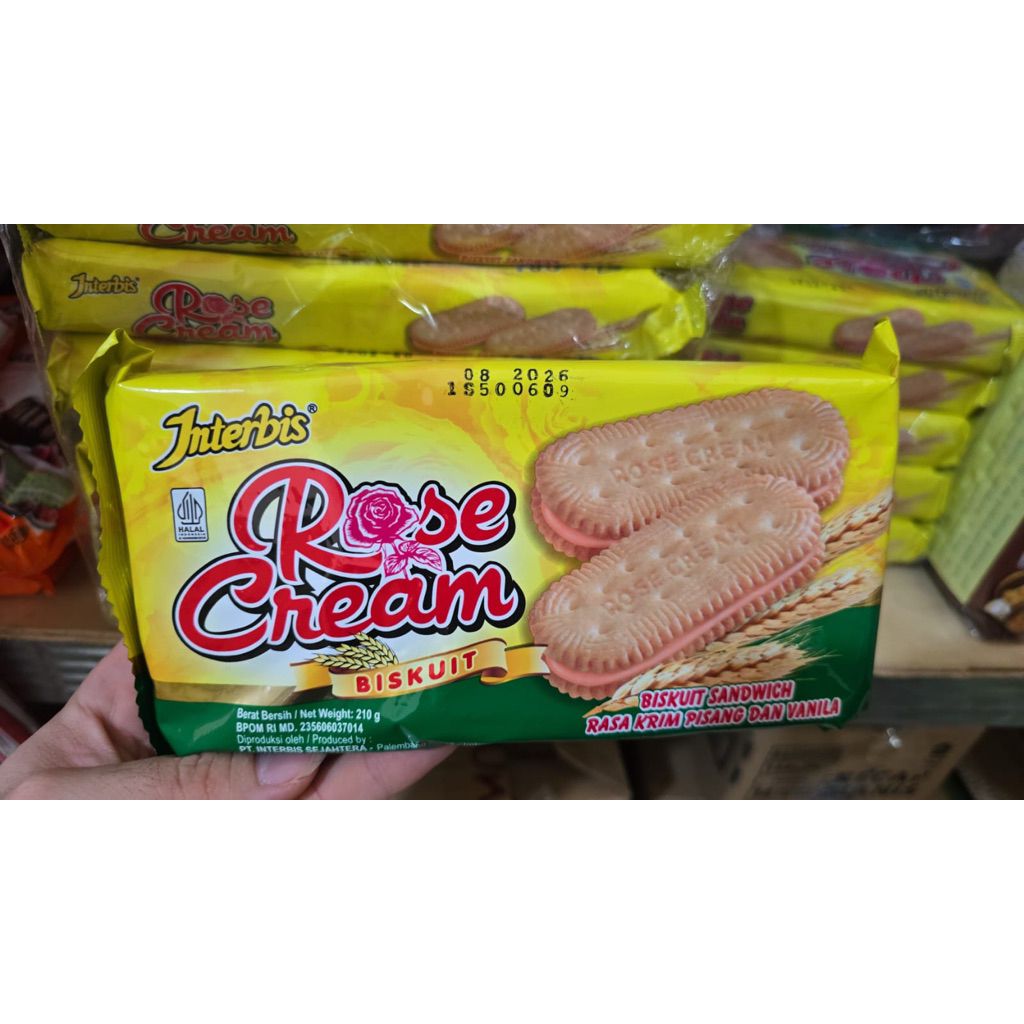 Cream
Interbis
Rose
Cream
08 2026
18500609
Interbis®
Rose
Cream
HALAL
BISKUIT
ROSE CREAM
ROSE CREAM
Berat Bersih / Net Weight: 210 g
BPOM RI MD. 235606037014
Diproduksi oleh / Produced by :
PT. INTERBIS SEJAHTERA -
BISKUIT SANDWICH
RASA KRIM PISANG DAN VANILA